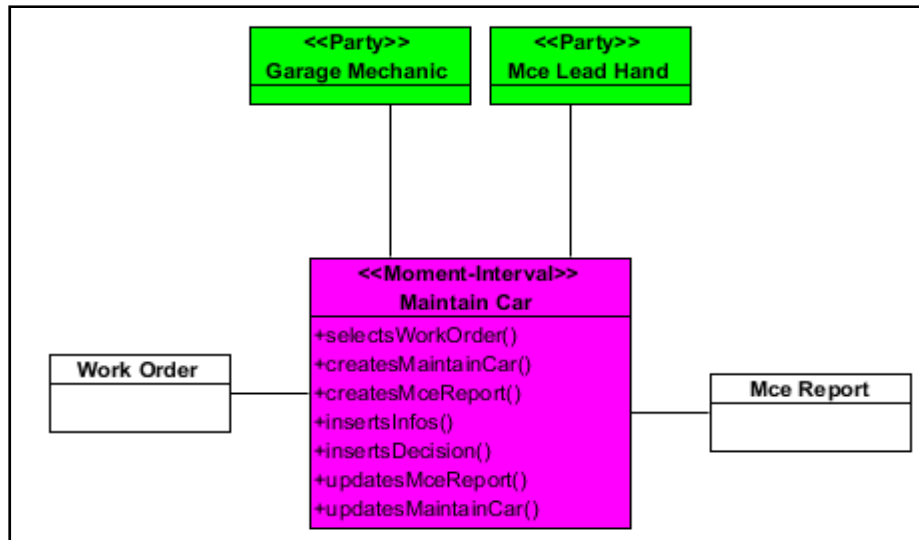 <<Party>>
Garage Mechanic
<<Party>>
Mce Lead Hand
<<Moment-Interval>>
Maintain Car
+selectsWorkOrder()
+createsMaintainCar()
+createsMceReport()
+insertsInfos()
+insertsDecision()
+updatesMceReport()
+updatesMaintainCar()
Work Order
Mce Report